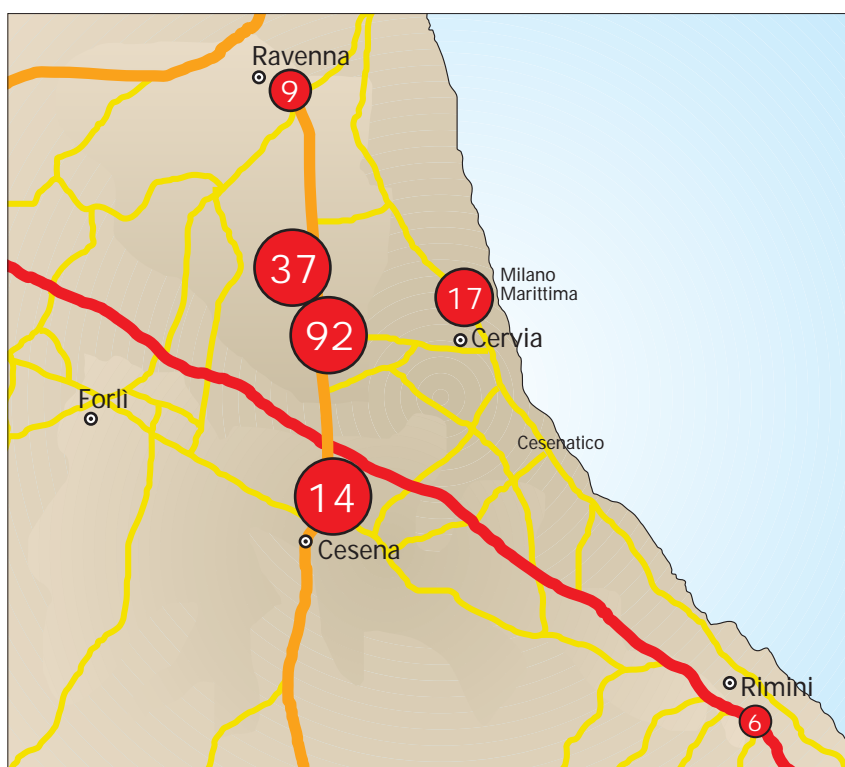 Ravenna
9
37
Milano
Marittima
17
92
Cervia
Forlì
Cesenatico
14
Cesena
Rimini
6